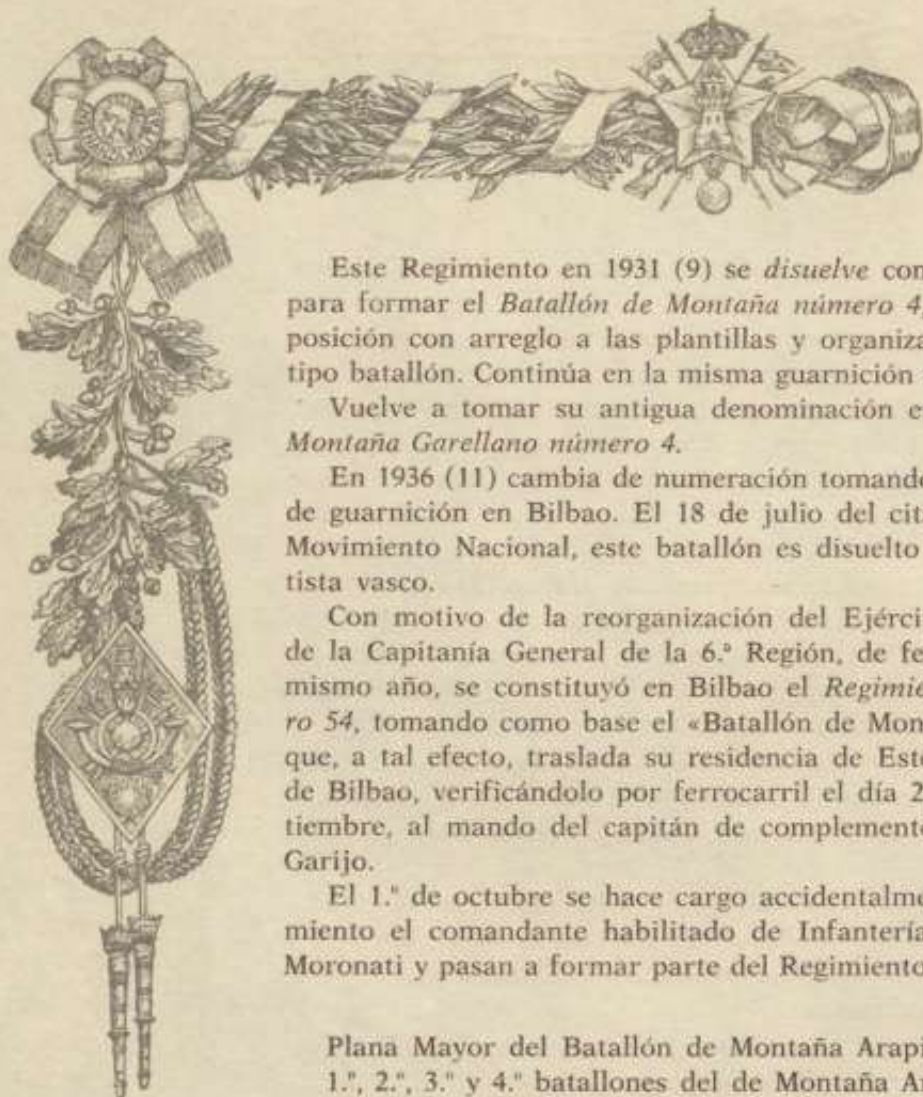 Este Regimiento en 1931 (9) se disuelve con
para formar el Batallón de Montaña número 4,
posición con arreglo a las plantillas y organiza
tipo batallón. Continúa en la misma guarnición
Vuelve a tomar su antigua denominación e
Montaña Garellano número 4.
En 1936 (11) cambia de numeración tomando
de guarnición en Bilbao. El 18 de julio del cit
Movimiento Nacional, este batallón es disuelto
tista vasco.
Con motivo de la reorganización del Ejérci
de la Capitanía General de la 6.ª Región, de fe
mismo año, se constituyó en Bilbao el Regimie
ro 54, tomando como base el «Batallón de Mon
que, a tal efecto, traslada su residencia de Este
de Bilbao, verificándolo por ferrocarril el día 2
tiembre, al mando del capitán de complemento
Garijo.
El 1.º de octubre se hace cargo accidentalme
miento el comandante habilitado de Infantería
Moronati y pasan a formar parte del Regimiento
Plana Mayor del Batallón de Montaña Arapi
1.º, 2.º, 3.º y 4.º batallones del de Montaña Ar